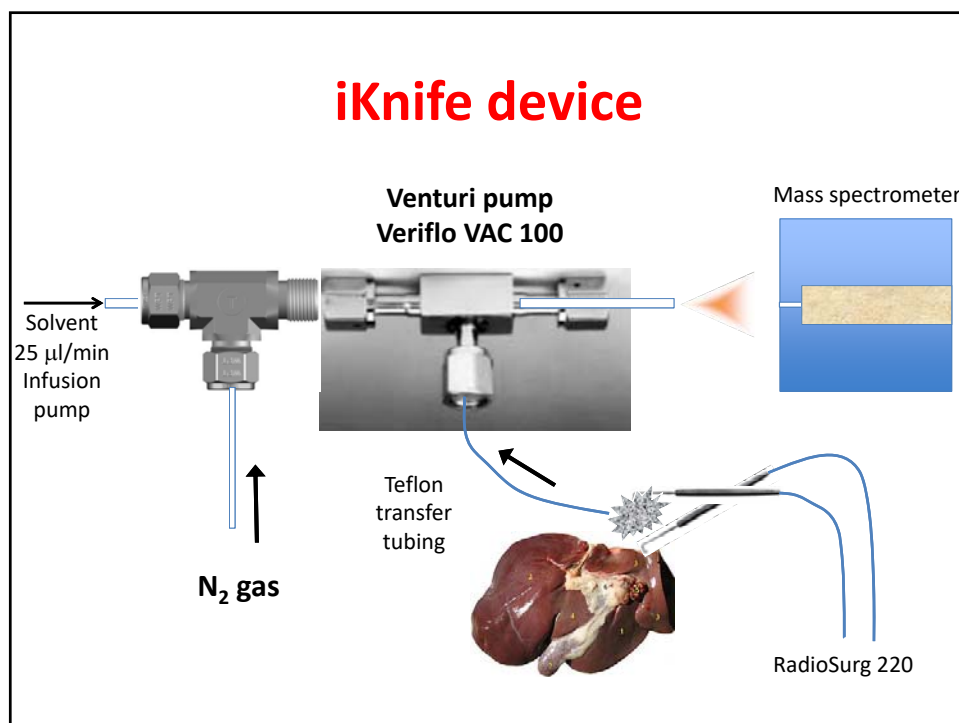 iKnife device
Venturi pump
Veriflo VAC 100
Mass spectrometer
Solvent
25 μl/min
Infusion
pump
Teflon
transfer
tubing
N₂ gas
RadioSurg 220